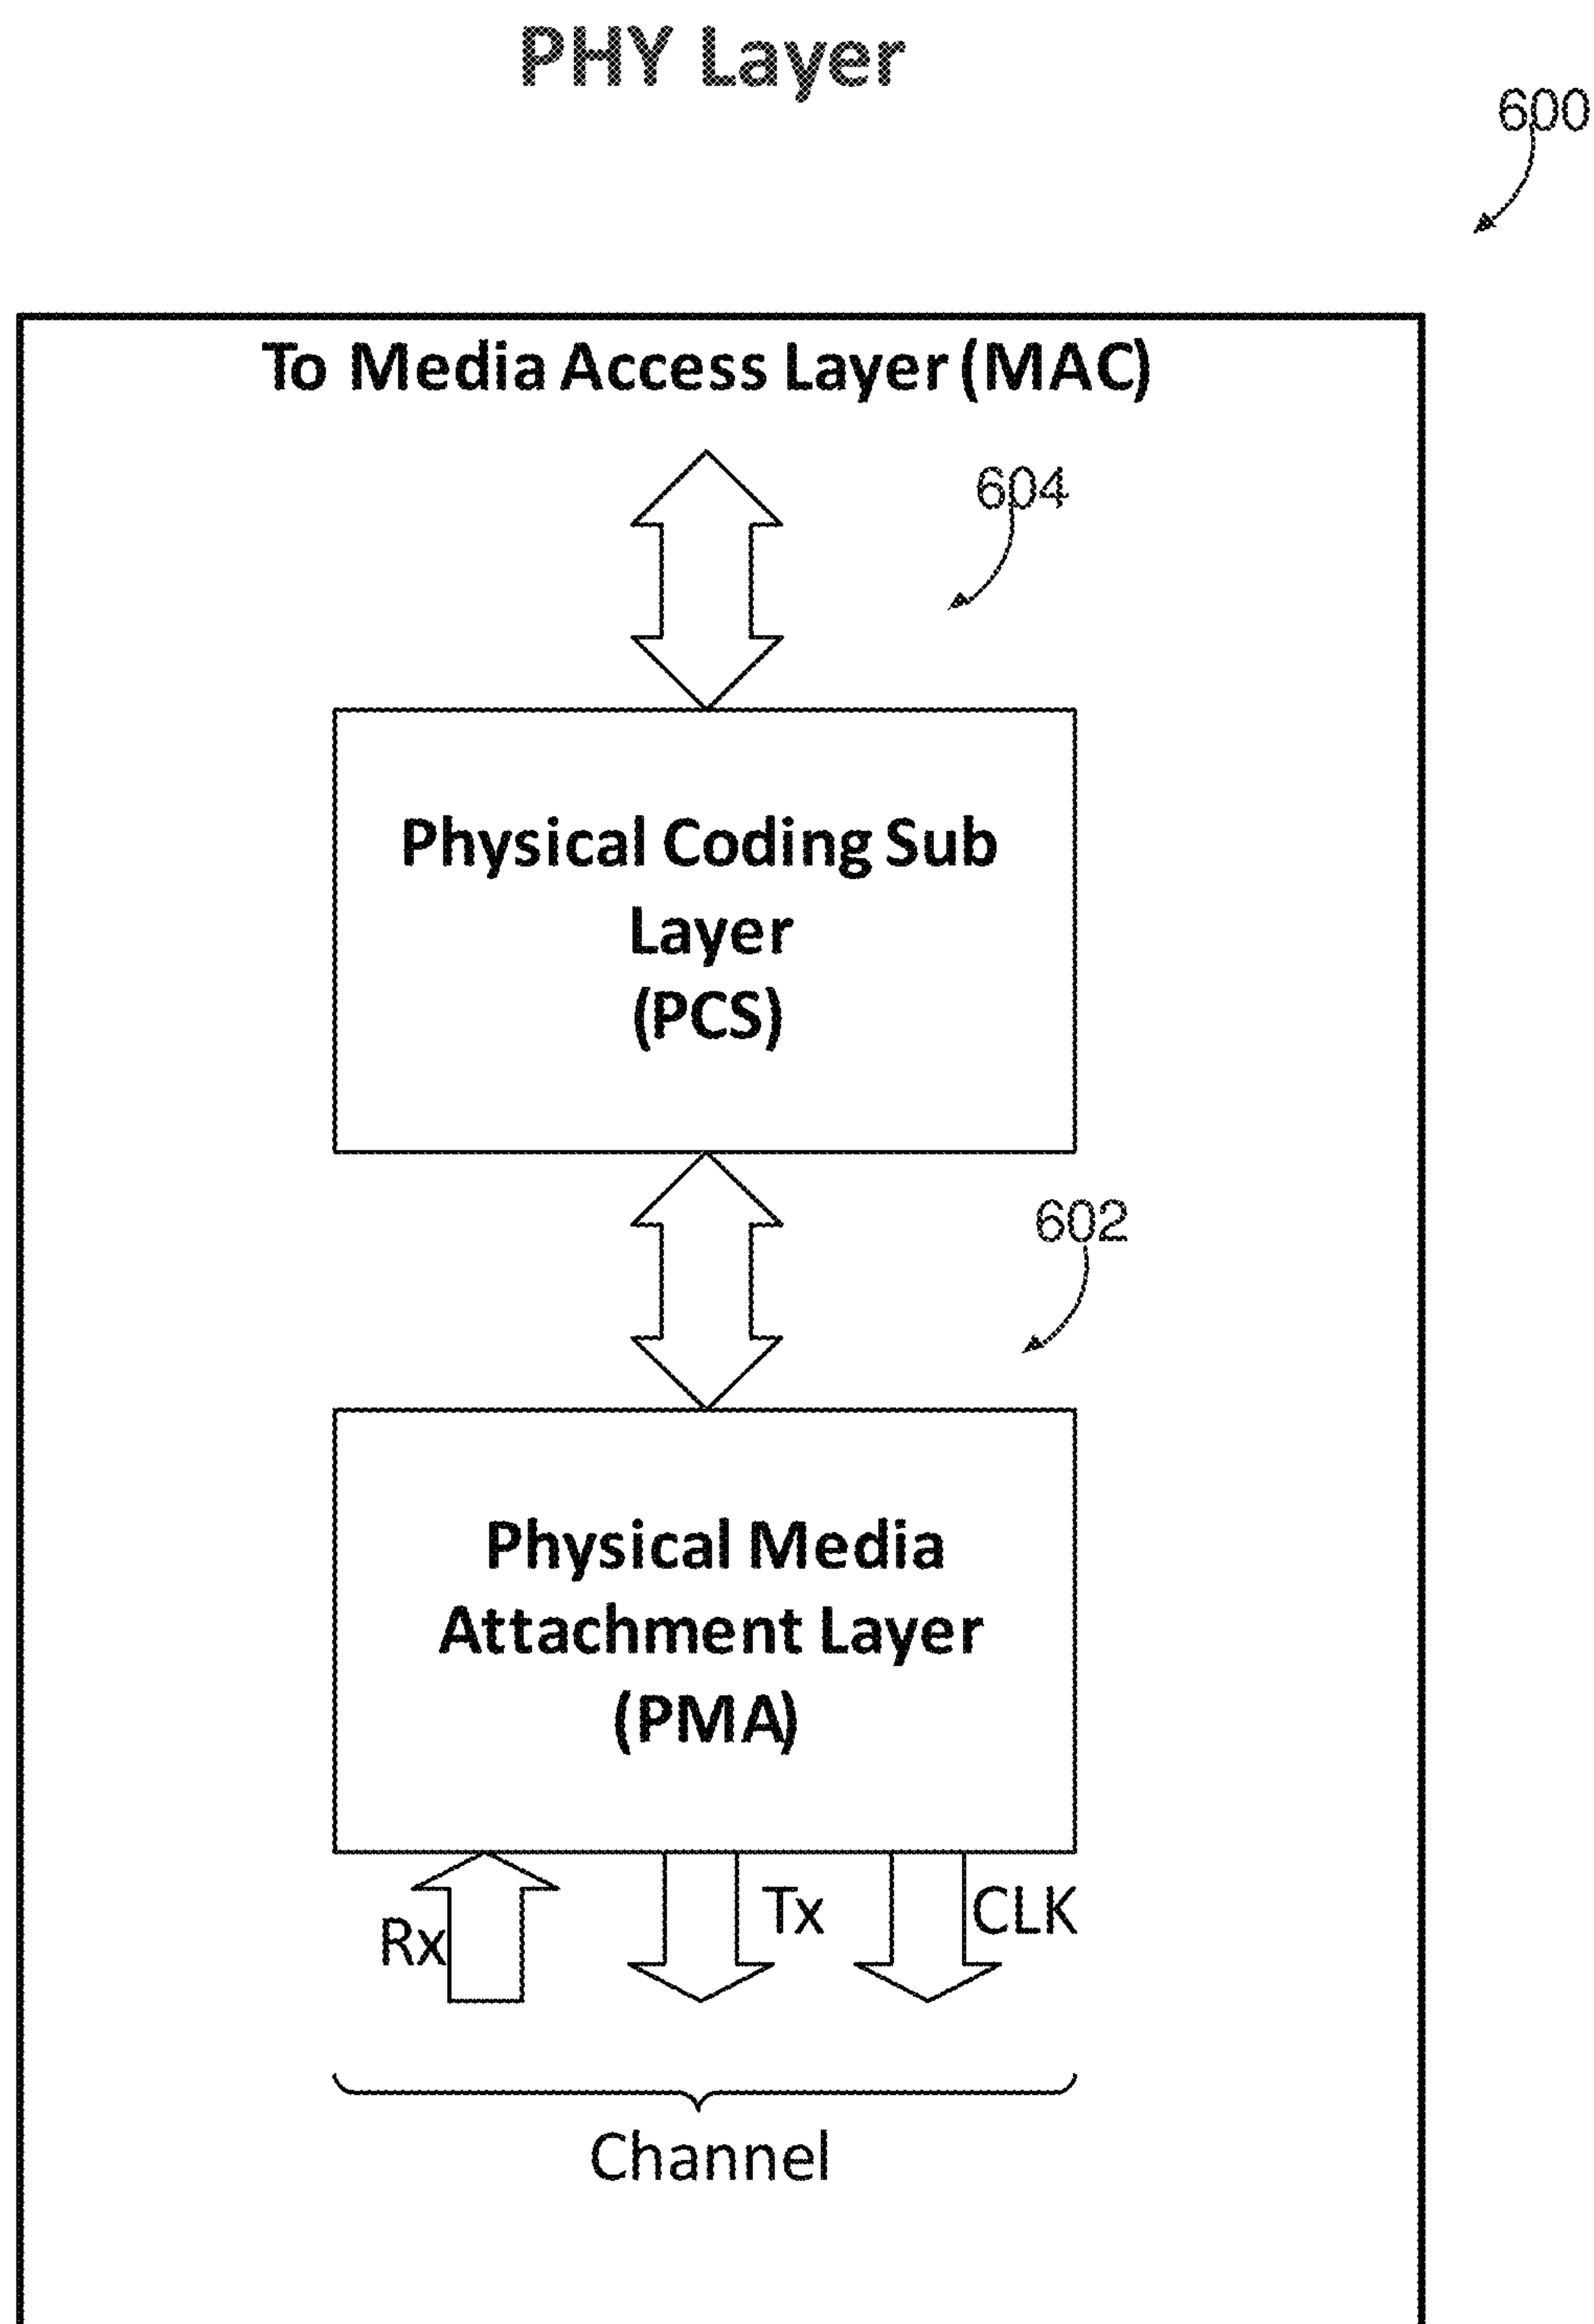 PHY Layer
600
To Media Access Layer (MAC)
604
Physical Coding Sub
Layer
(PCS)
602
Physical Media
Attachment Layer
(PMA)
Rx
Tx
CLK
Channel